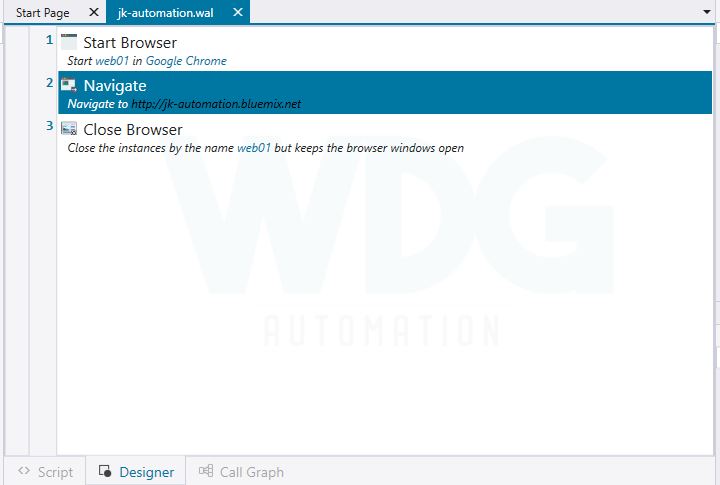 Start Page
jk-automation.wal
1 Start Browser
Start web01 in Google Chrome
2 Navigate
Navigate to http://jk-automation.bluemix.net
3 Close Browser
Close the instances by the name web01 but keeps the browser windows open
WDG
AUTOMATION
Script
Designer
Call Graph